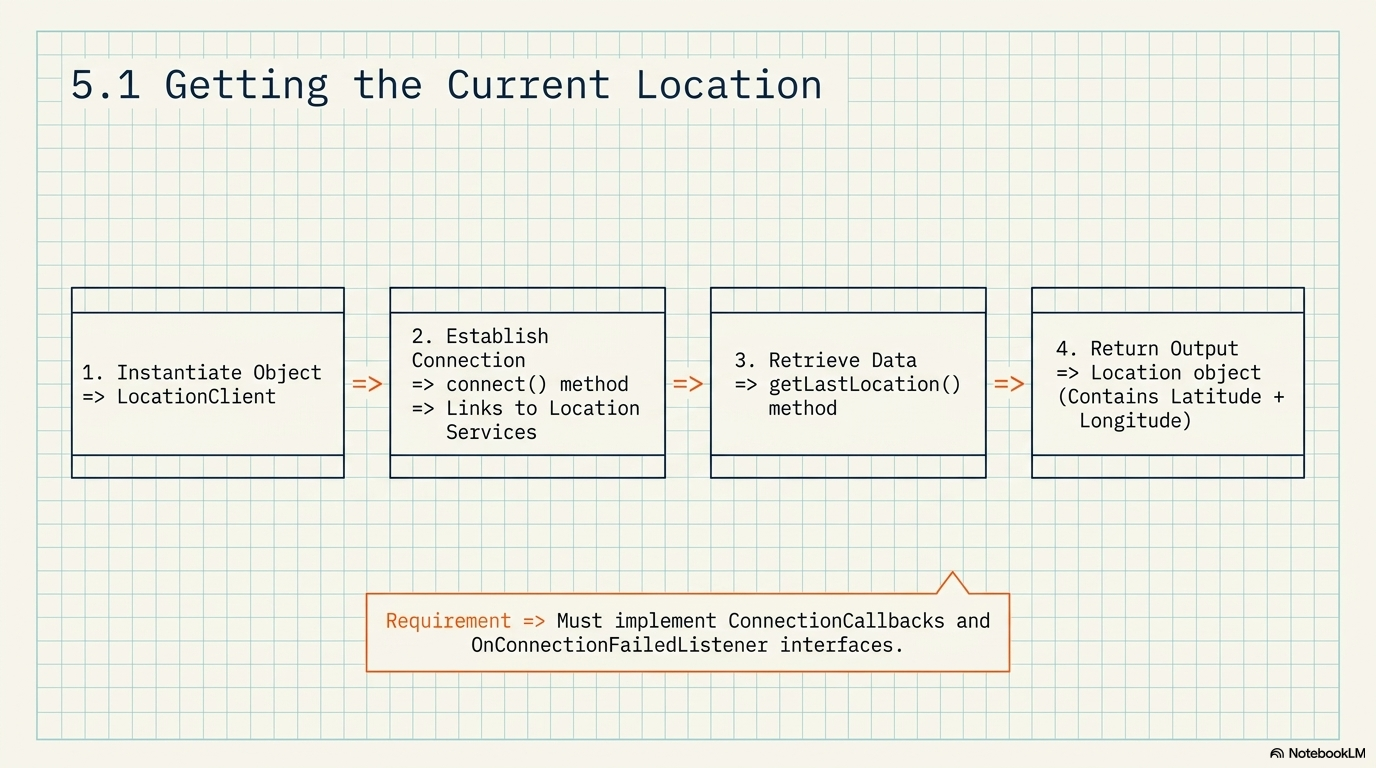 5.1 Getting the Current Location
1. Instantiate Object
=> LocationClient
=>
2. Establish
Connection
=> connect() method
=> Links to Location
Services
=>
3. Retrieve Data
=> getLastLocation()
method
=>
4. Return Output
=> Location object
(Contains Latitude +
Longitude)
Requirement => Must implement ConnectionCallbacks and
OnConnectionFailedListener interfaces.
NotebookLM